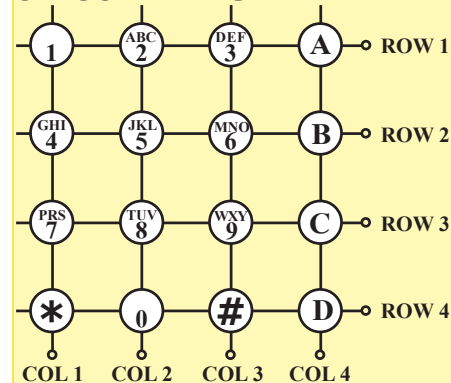 ABC DEF
1 2 3 A ROW 1
GHI JKL MNO
4 5 6 B ROW 2
PRS TUV WXY
7 8 9 C ROW 3
* 0 # D ROW 4
COL 1 COL 2 COL 3 COL 4